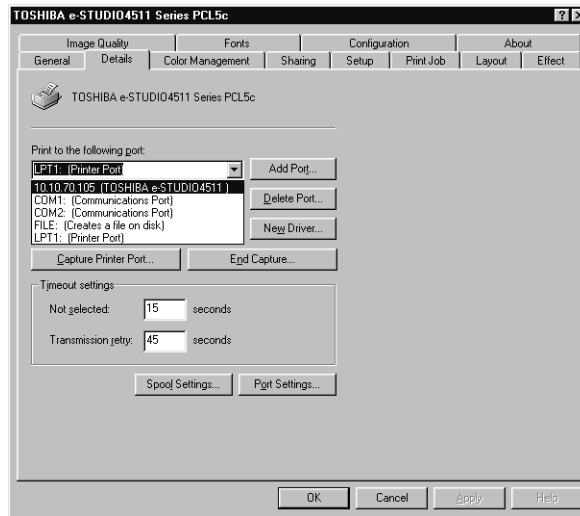 TOSHIBA e-STUDIO4511 Series PCL5c
Image Quality Fonts Configuration About
General Details Color Management Sharing Setup Print Job Layout Effect
TOSHIBA e-STUDIO4511 Series PCL5c
Print to the following port:
LPT1: (Printer Port) Add Port...
10.10.70.105 (TOSHIBA e-STUDIO4511 )
COM1: (Communications Port) Delete Port...
COM2: (Communications Port)
FILE: (Creates a file on disk) New Driver...
LPT1: (Printer Port)
Capture Printer Port... End Capture...
Timeout settings
Not selected: 15 seconds
Transmission retry: 45 seconds
Spool Settings... Port Settings...
OK Cancel Apply Help